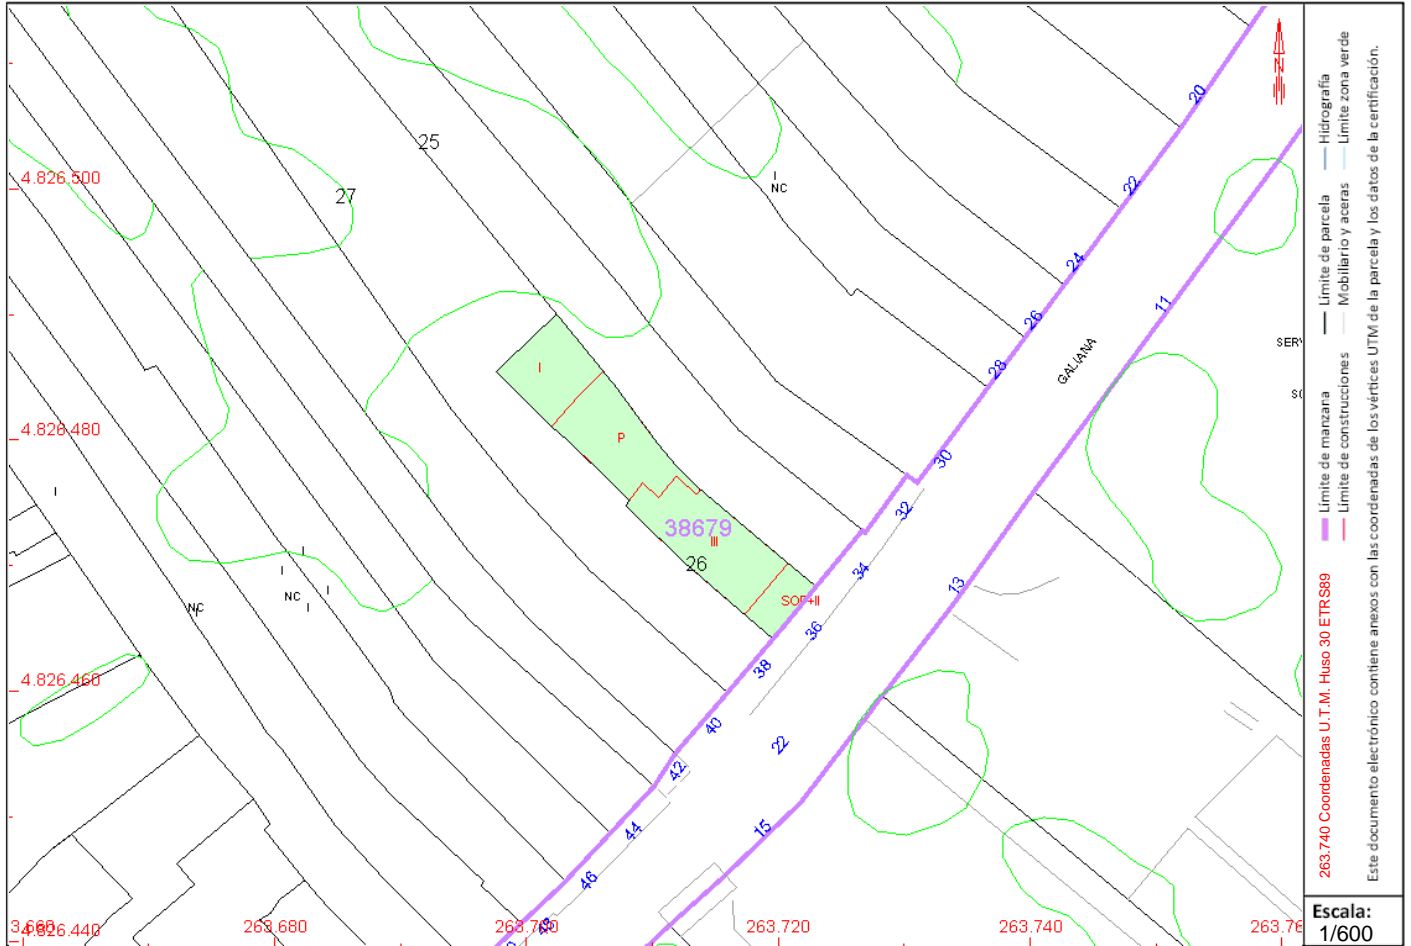 20
25
4.826.500
27
NC
22
24
26
11
28
GALIANA
I
P
4.826.480
30
I
38679
III
26
32
34
13
SOP+II
36
I
I
I
I
NC
NC
38
4.826.460
40
22
42
44
15
46
48
4.826.440
263.680
263.700
263.720
263.740
N
Hidrografía
Límite zona verde
Límite de parcela
Mobiliario y aceras
Límite de manzana
Límite de construcciones
263.740 Coordenadas U.T.M. Huso 30 ETRS89
Este documento electrónico contiene anexos con las coordenadas de los vértices UTM de la parcela y los datos de la certificación.
Escala:
1/600